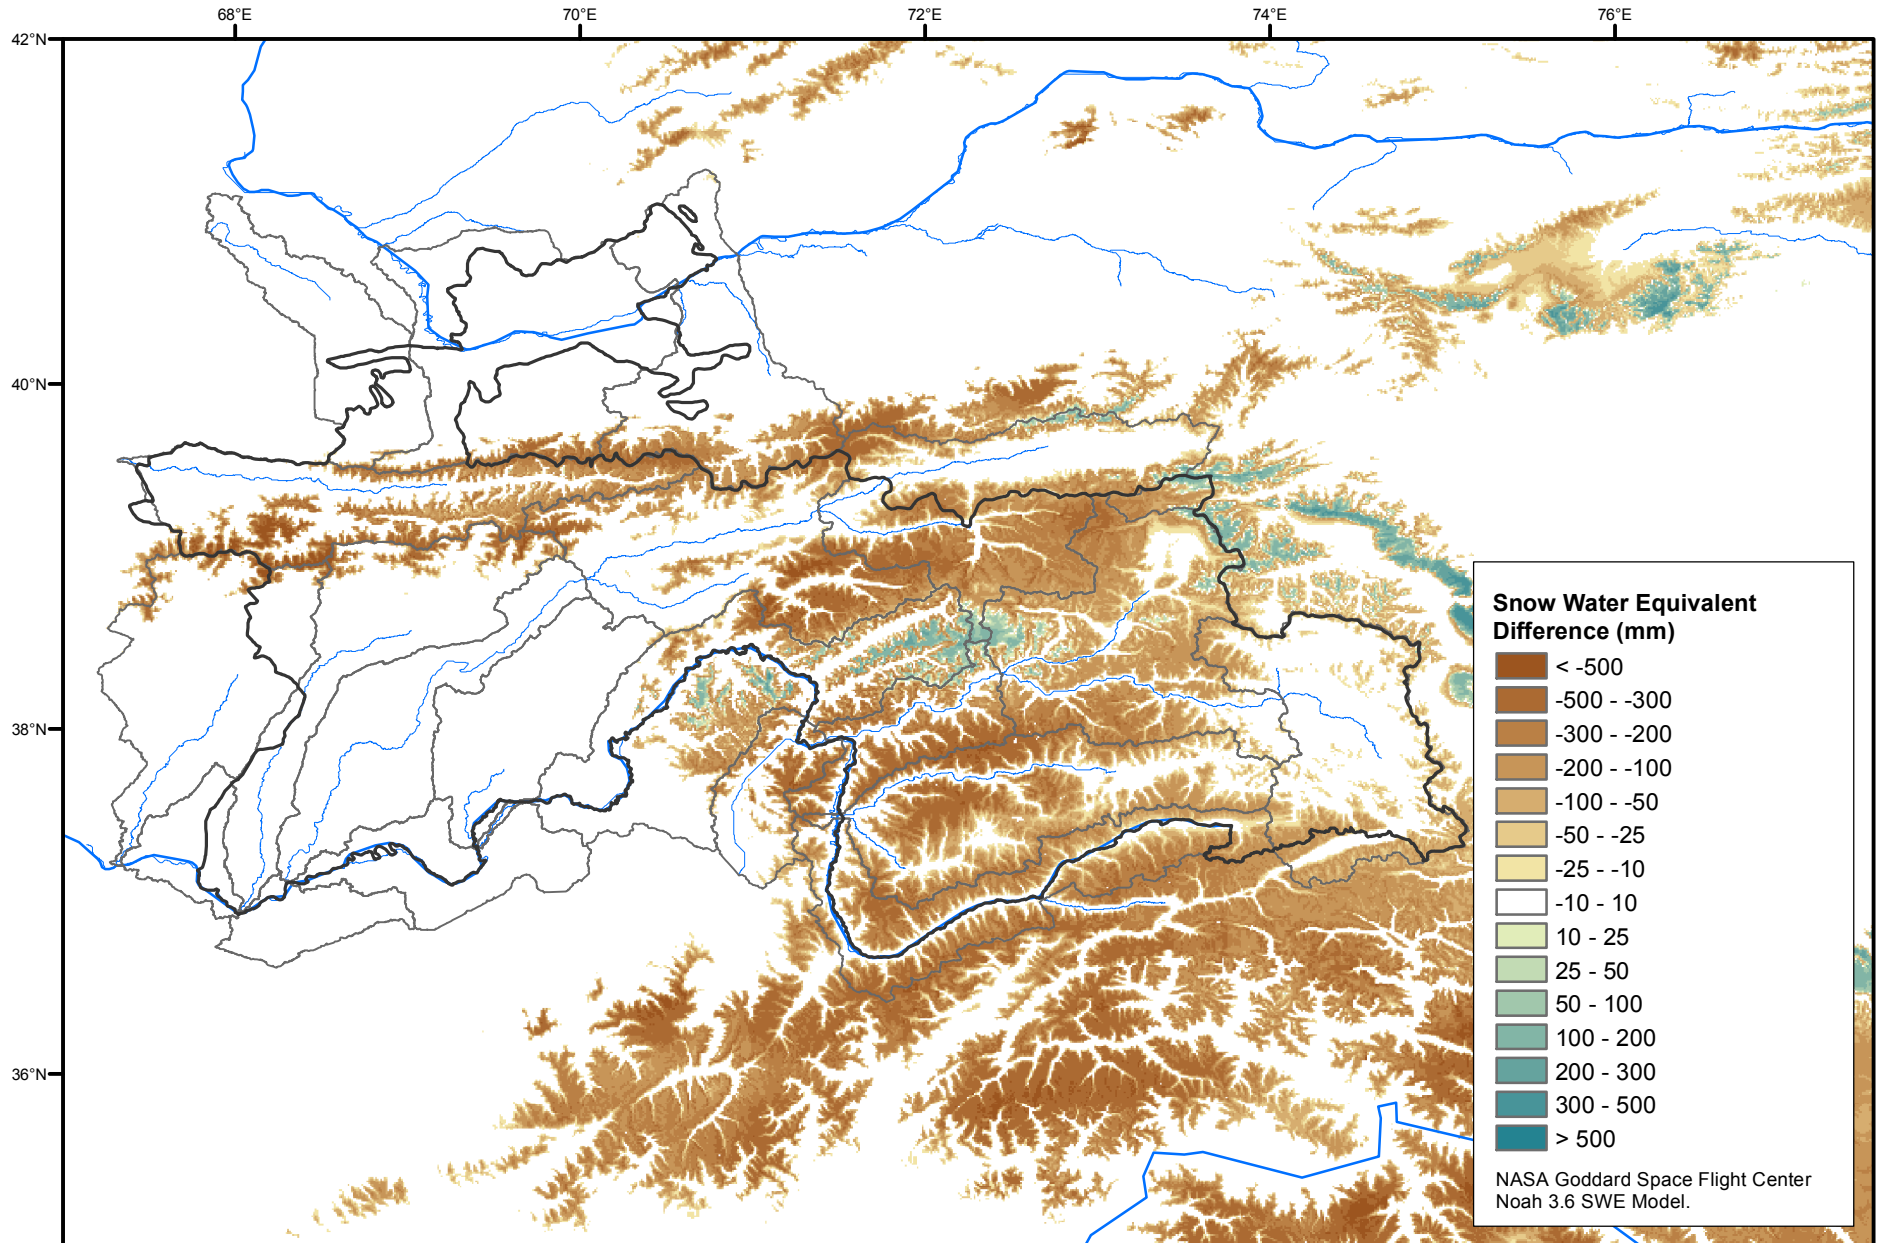 68°E 70°E 72°E 74°E 76°E
42°N
40°N
38°N
36°N
Snow Water Equivalent
Difference (mm)
< -500
-500 - -300
-300 - -200
-200 - -100
-100 - -50
-50 - -25
-25 - -10
-10 - 10
10 - 25
25 - 50
50 - 100
100 - 200
200 - 300
300 - 500
> 500
NASA Goddard Space Flight Center
Noah 3.6 SWE Model.